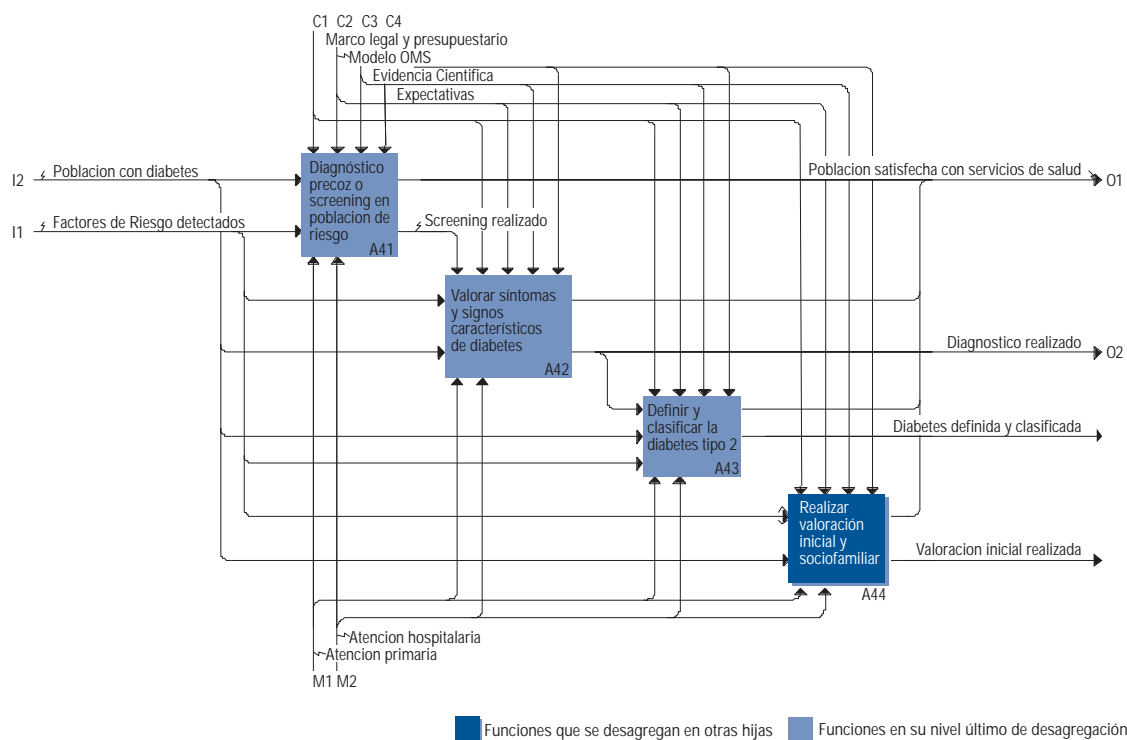 C1 C2 C3 C4
Marco legal y presupuestario
Modelo OMS
Evidencia Cientifica
Expectativas
I2
Poblacion con diabetes
Diagnóstico
precoz o
screening en
poblacion de
riesgo
A41
Poblacion satisfecha con servicios de salud
O1
I1
Factores de Riesgo detectados
Screening realizado
Valorar síntomas
y signos
característicos
de diabetes
A42
Diagnostico realizado
O2
Definir y
clasificar la
diabetes tipo 2
A43
Diabetes definida y clasificada
Realizar
valoración
inicial y
sociofamiliar
A44
Valoracion inicial realizada
Atencion hospitalaria
Atencion primaria
M1 M2
Funciones que se desagregan en otras hijas
Funciones en su nivel último de desagregación